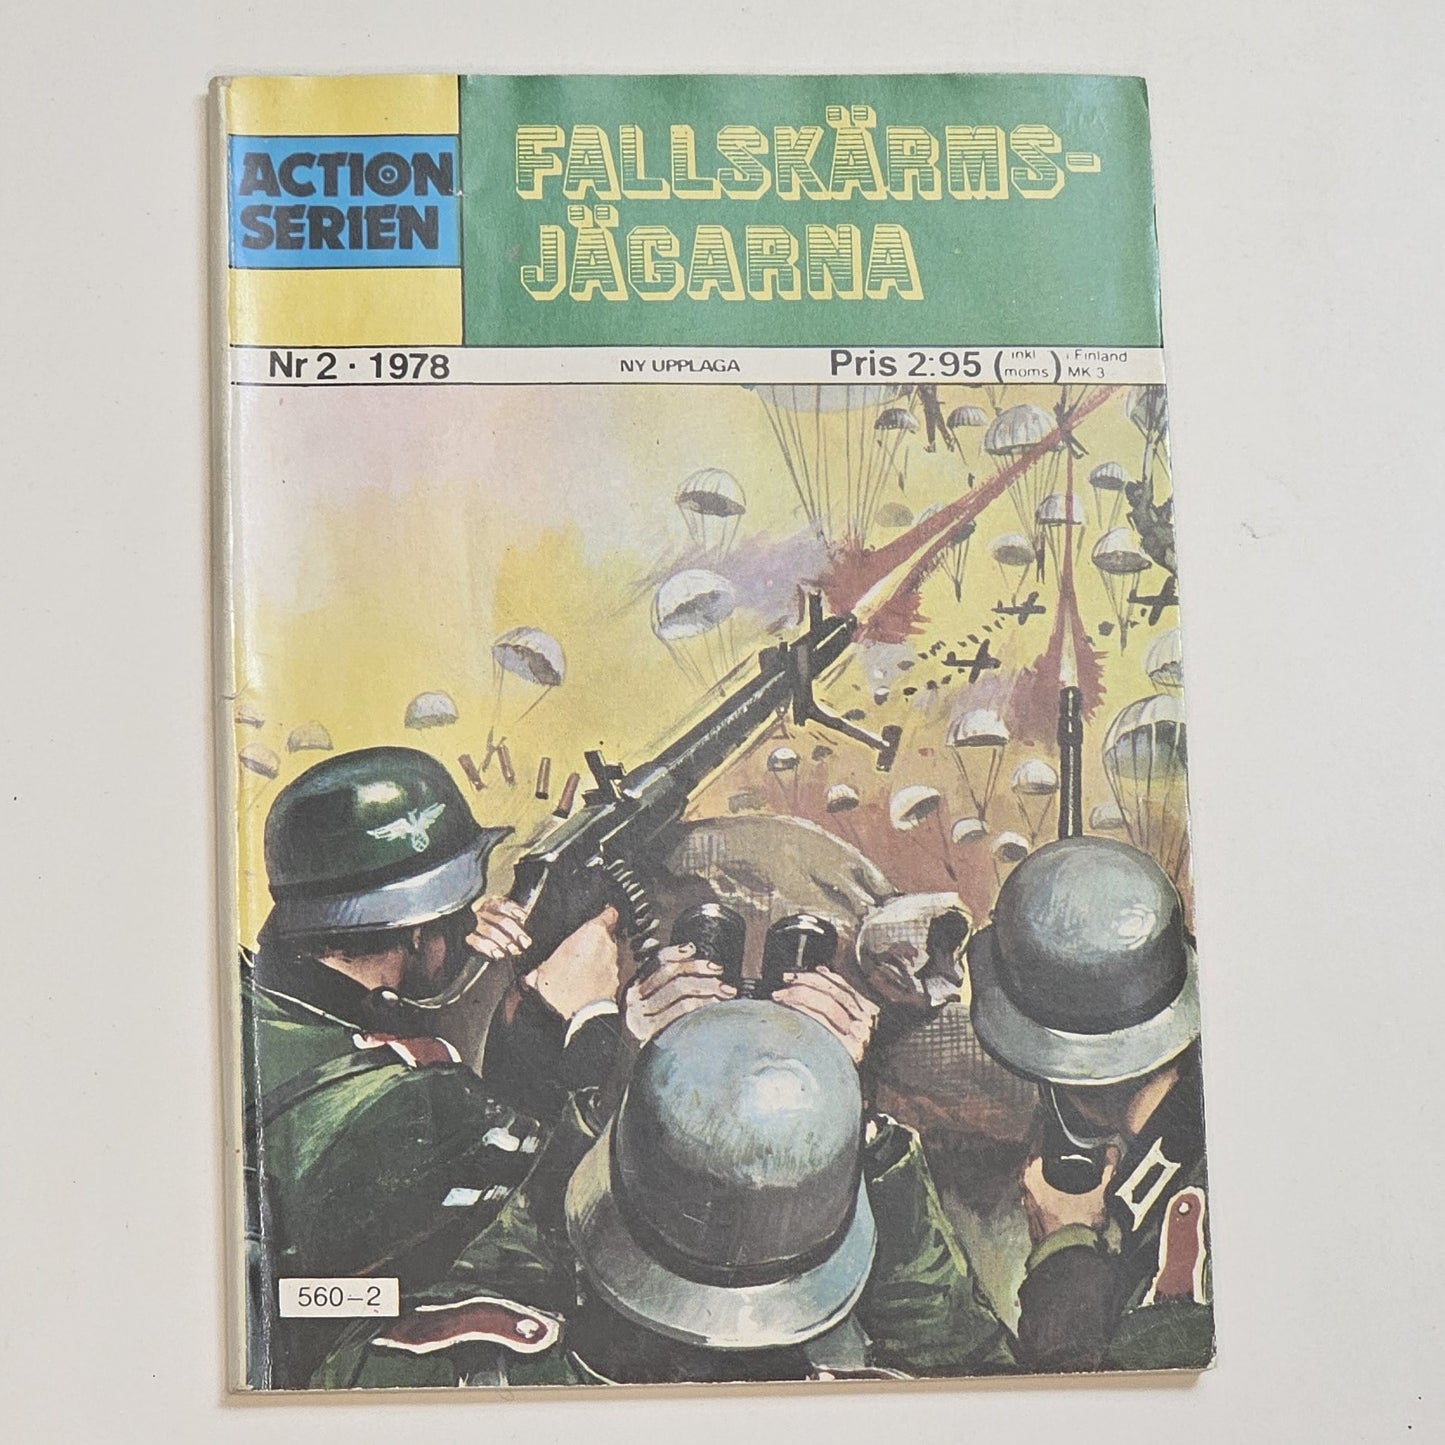 ACTION
SERIEN
FALLSKÄRMS-
JÄGARNA
Nr 2 · 1978
NY UPPLAGA
Pris 2:95 (inkl moms) i Finland MK 3
560–2